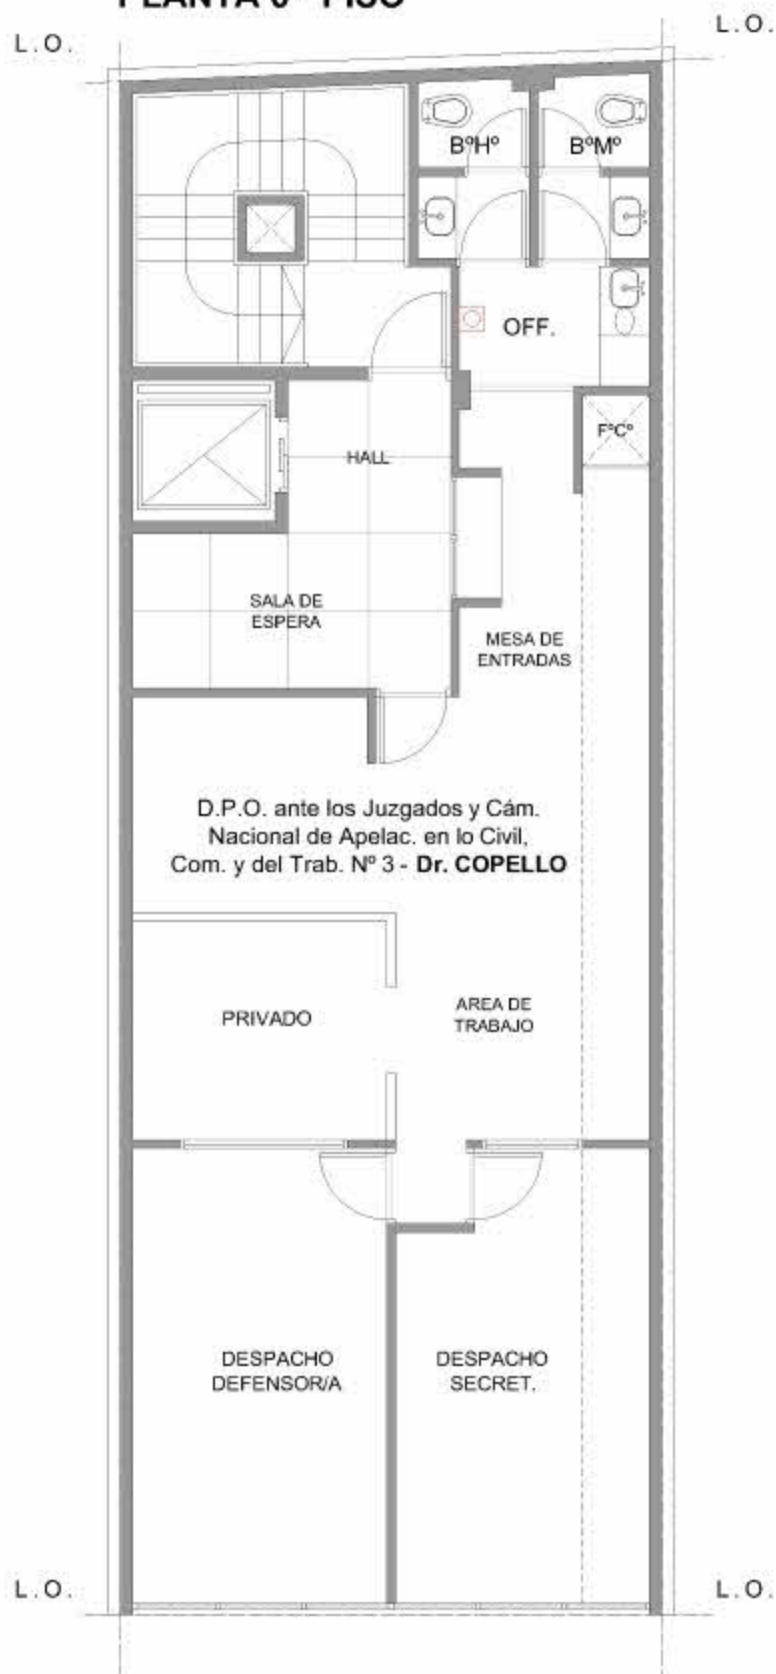 L.O.
L.O.
BºHº
BºMº
OFF.
FºCº
HALL
SALA DE
ESPERA
MESA DE
ENTRADAS
D.P.O. ante los Juzgados y Cám.
Nacional de Apelac. en lo Civil,
Com. y del Trab. Nº 3 - Dr. COPELLO
PRIVADO
AREA DE
TRABAJO
DESPACHO
DEFENSOR/A
DESPACHO
SECRET.
L.O.
L.O.